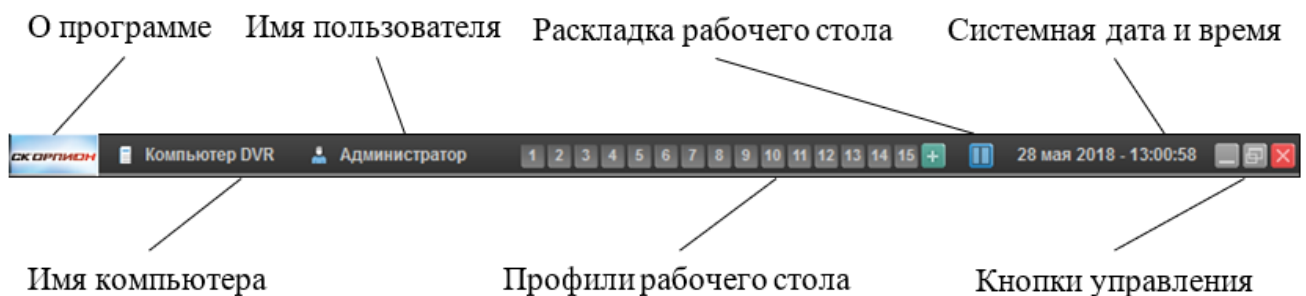 О программе Имя пользователя Раскладка рабочего стола Системная дата и время
СКОРПИОН Компьютер DVR Администратор 1 2 3 4 5 6 7 8 9 10 11 12 13 14 15 + 28 мая 2018 - 13:00:58
Имя компьютера Профили рабочего стола Кнопки управления